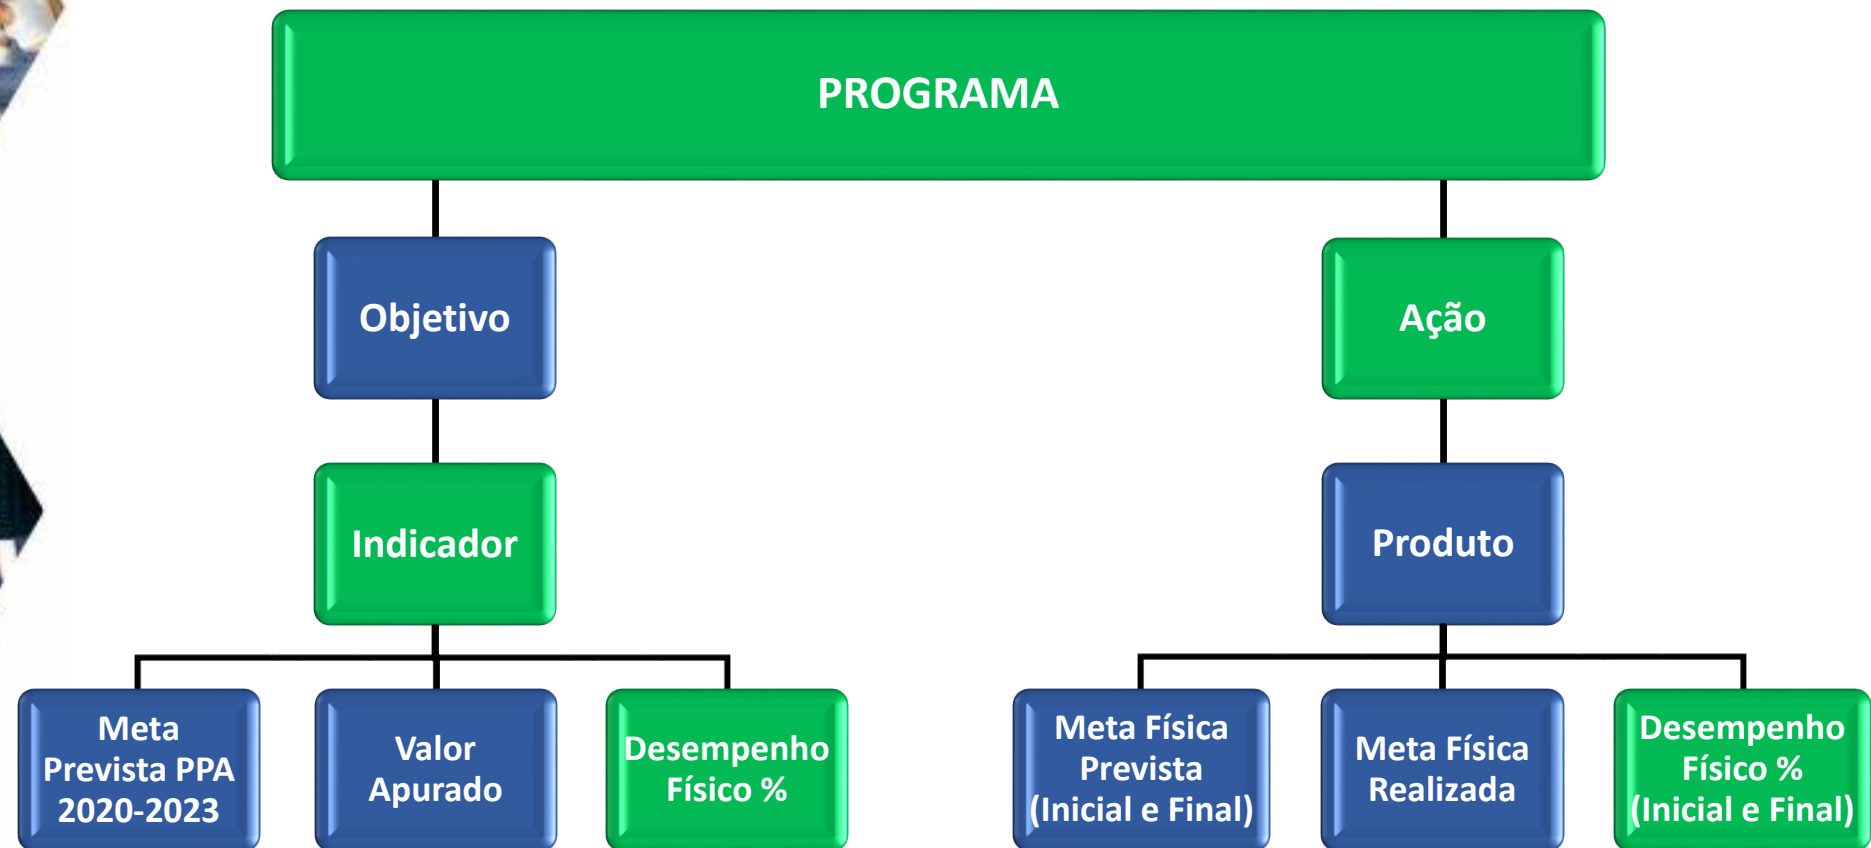 PROGRAMA
Objetivo
Ação
Indicador
Produto
Meta
Prevista PPA
2020-2023
Valor
Apurado
Desempenho
Físico %
Meta Física
Prevista
(Inicial e Final)
Meta Física
Realizada
Desempenho
Físico %
(Inicial e Final)